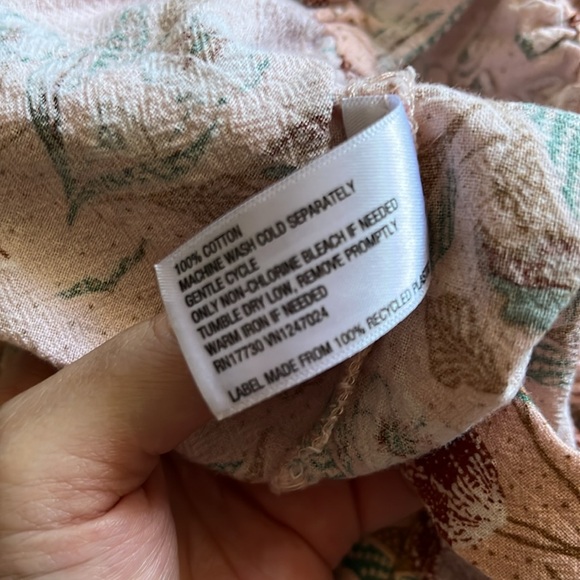 100% COTTON
MACHINE WASH COLD SEPARATELY
GENTLE CYCLE
ONLY NON-CHLORINE BLEACH IF NEEDED
TUMBLE DRY LOW, REMOVE PROMPTLY
WARM IRON IF NEEDED
RN17730 VN1247024
LABEL MADE FROM 100% RECYCLED PLAST